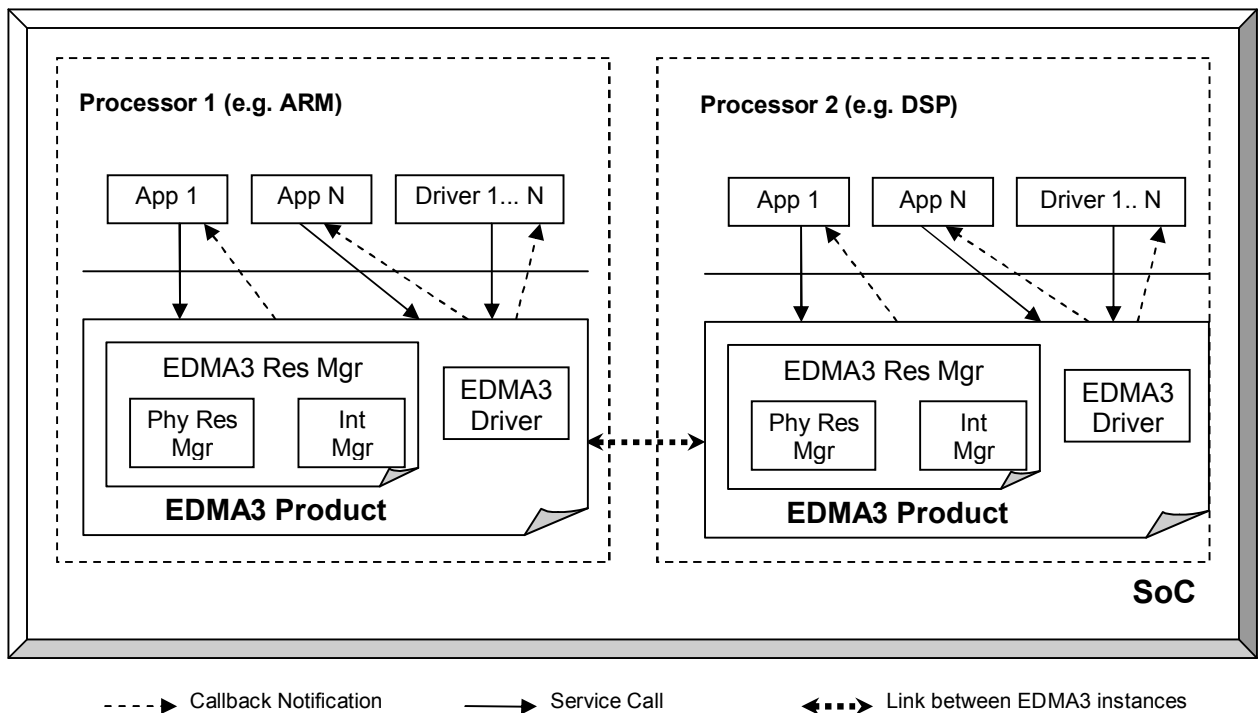 Processor 1 (e.g. ARM)
App 1
App N
Driver 1... N
EDMA3 Res Mgr
Phy Res
Mgr
Int
Mgr
EDMA3
Driver
EDMA3 Product
Processor 2 (e.g. DSP)
App 1
App N
Driver 1.. N
EDMA3 Res Mgr
Phy Res
Mgr
Int
Mgr
EDMA3
Driver
EDMA3 Product
SoC
Callback Notification
Service Call
Link between EDMA3 instances